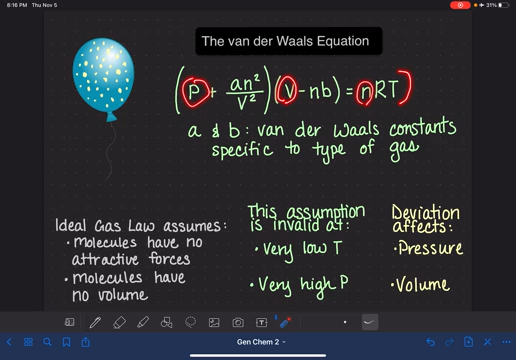 6:16 PM Thu Nov 5
31%
The van der Waals Equation
(P + an²/V²)(V - nb) = nRT
a & b: van der Waals constants
specific to type of gas
Ideal Gas Law assumes:
• molecules have no
attractive forces
• molecules have
no volume
This assumption
is invalid at:
• Very low T
• Very high P
Deviation
affects:
• Pressure
• Volume
Gen Chem 2